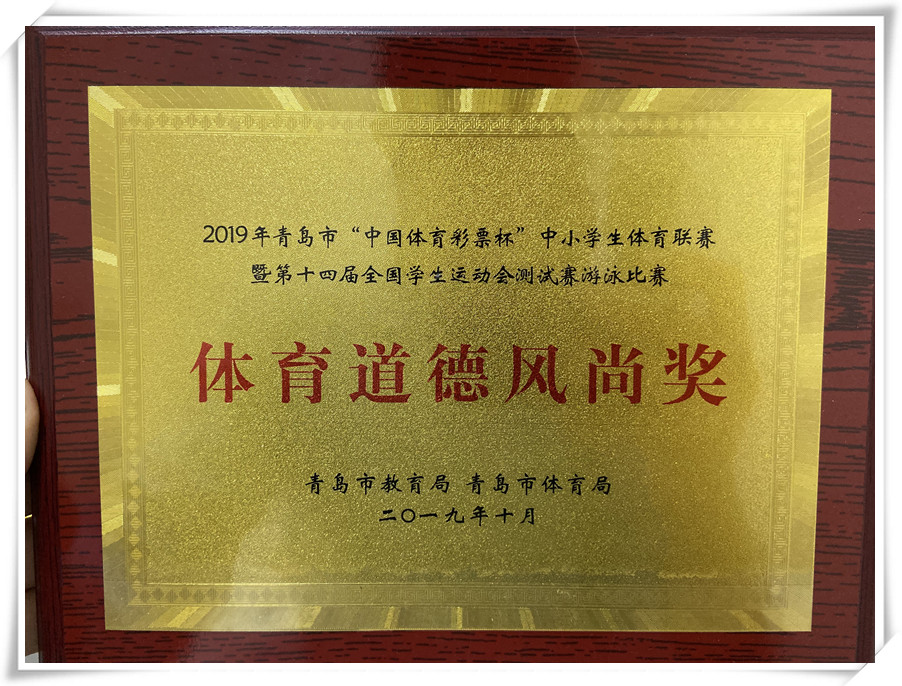 2019年青岛市“中国体育彩票杯”中小学生体育联赛
暨第十四届全国学生运动会测试赛游泳比赛
体育道德风尚奖
青岛市教育局 青岛市体育局
二〇一九年十月